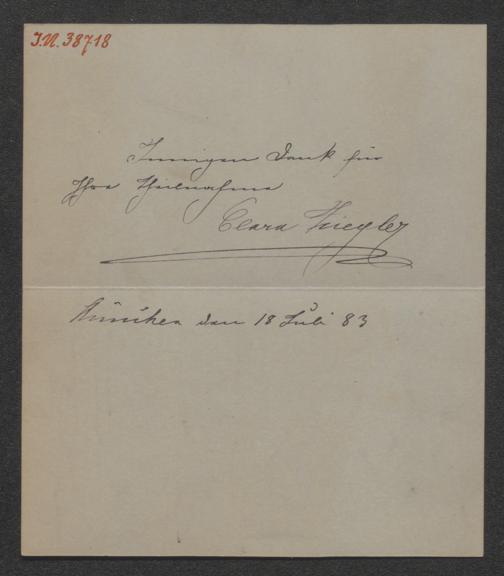 I.N. 38718
Innigen Dank für
Ihre Theilnahme
Clara Ziegler
München den 18 Juli 83